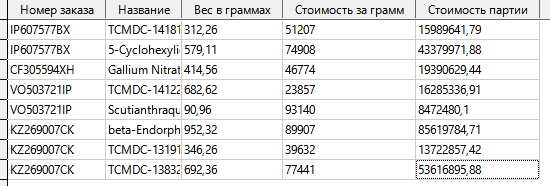 Номер заказа Название Вес в граммах Стоимость за грамм Стоимость партии
IP607577BX TCMDC-14181 312,26 51207 15989641,79
IP607577BX 5-Cyclohexyli 579,11 74908 43379971,88
CF305594XH Gallium Nitrat 414,56 46774 19390629,44
VO503721IP TCMDC-14122 682,62 23857 16285336,91
VO503721IP Scutianthraqu 90,96 93140 8472480,1
KZ269007CK beta-Endorph 952,32 89907 85619784,71
KZ269007CK TCMDC-13191 346,26 39632 13722857,42
KZ269007CK TCMDC-13832 692,36 77441 53616895,88